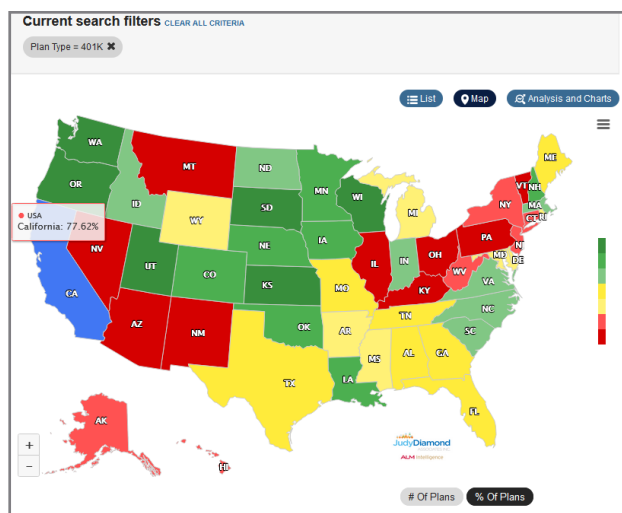 Current search filters CLEAR ALL CRITERIA
Plan Type = 401K ✖
List Map Analysis and Charts
WA
MT
ND
ME
OR
ID
MN
VT NH
SD
WI
NY
MA
WY
MI
CT RI
USA
California: 77.62%
NE
IA
PA
NJ
NV
UT
IL
IN
OH
MD
DE
CO
WV
CA
KS
MO
KY
VA
AZ
NM
OK
AR
TN
NC
SC
MS
AL
GA
TX
LA
FL
AK
HI
+
−
JudyDiamond
ALM Intelligence
# Of Plans % Of Plans